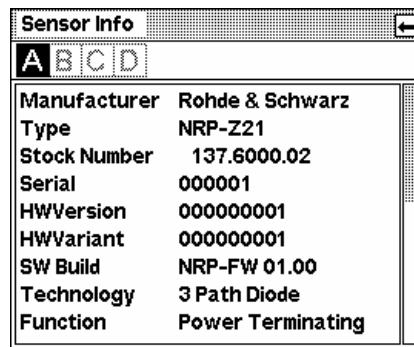 Sensor Info
A B C D
Manufacturer Rohde & Schwarz
Type NRP-Z21
Stock Number 137.6000.02
Serial 000001
HWVersion 000000001
HWVariant 000000001
SW Build NRP-FW 01.00
Technology 3 Path Diode
Function Power Terminating